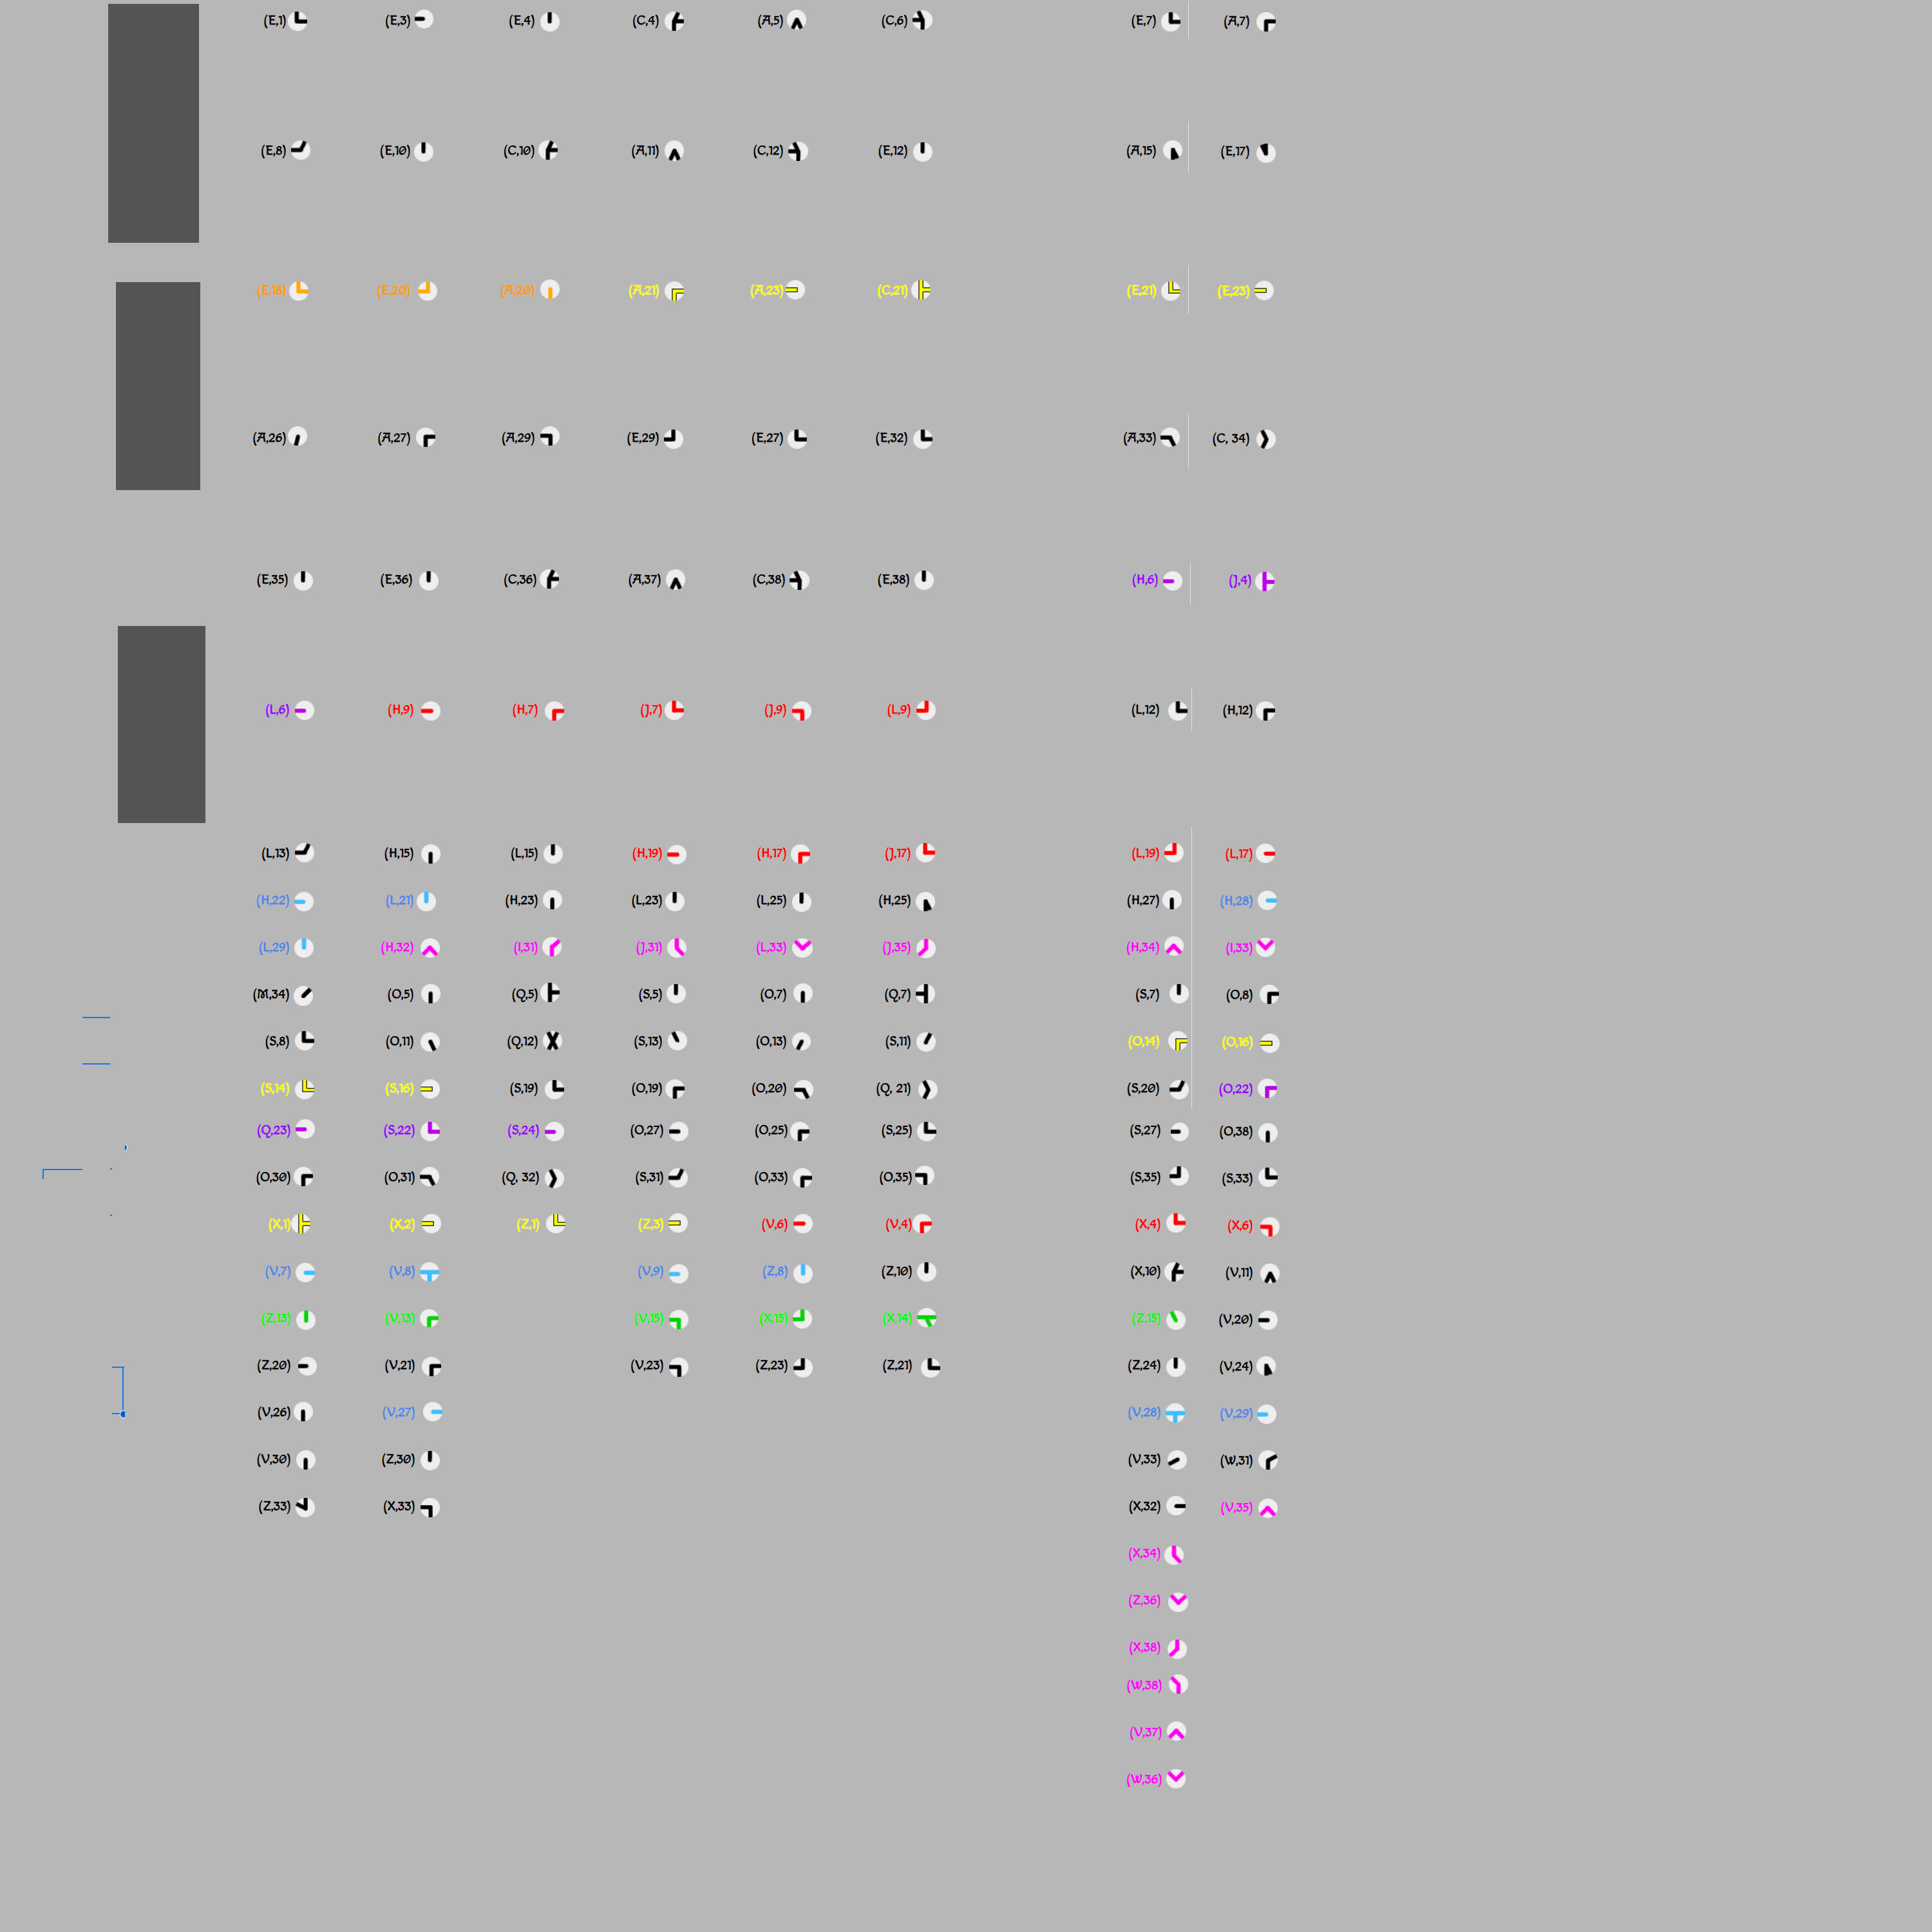 (E,1) (E,3) (E,4) (C,4) (A,5) (C,6) (E,7) (A,7)
(E,8) (E,10) (C,10) (A,11) (C,12) (E,12) (A,15) (E,17)
(E,18) (E,20) (A,20) (A,21) (A,23) (C,21) (E,21) (E,23)
(A,26) (A,27) (A,29) (E,29) (E,27) (E,32) (A,33) (C, 34)
(E,35) (E,36) (C,36) (A,37) (C,38) (E,38) (H,6) (J,4)
(L,6) (H,9) (H,7) (J,7) (J,9) (L,9) (L,12) (H,12)
(L,13) (H,15) (L,15) (H,19) (H,17) (J,17) (L,19) (L,17)
(H,22) (L,21) (H,23) (L,23) (L,25) (H,25) (H,27) (H,28)
(L,29) (H,32) (I,31) (J,31) (L,33) (J,35) (H,34) (I,33)
(M,34) (O,5) (Q,5) (S,5) (O,7) (Q,7) (S,7) (O,8)
(S,8) (O,11) (Q,12) (S,13) (O,13) (S,11) (O,14) (O,16)
(S,14) (S,16) (S,19) (O,19) (O,20) (Q, 21) (S,20) (O,22)
(Q,23) (S,22) (S,24) (O,27) (O,25) (S,25) (S,27) (O,38)
(O,30) (O,31) (Q, 32) (S,31) (O,33) (O,35) (S,35) (S,33)
(X,1) (X,2) (Z,1) (Z,3) (V,6) (V,4) (X,4) (X,6)
(V,7) (V,8) (V,9) (Z,8) (Z,10) (X,10) (V,11)
(Z,13) (V,13) (V,15) (X,15) (X,14) (Z,15) (V,20)
(Z,20) (V,21) (V,23) (Z,23) (Z,21) (Z,24) (V,24)
(V,26) (V,27) (V,28) (V,29)
(V,30) (Z,30) (V,33) (W,31)
(Z,33) (X,33) (X,32) (V,35)
(X,34)
(Z,36)
(X,38)
(W,38)
(V,37)
(W,36)